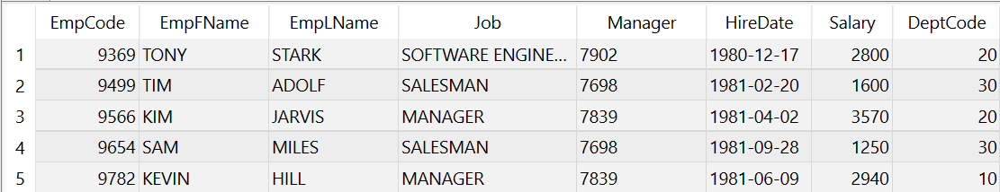 EmpCode EmpFName EmpLName Job Manager HireDate Salary DeptCode
1 9369 TONY STARK SOFTWARE ENGINE... 7902 1980-12-17 2800 20
2 9499 TIM ADOLF SALESMAN 7698 1981-02-20 1600 30
3 9566 KIM JARVIS MANAGER 7839 1981-04-02 3570 20
4 9654 SAM MILES SALESMAN 7698 1981-09-28 1250 30
5 9782 KEVIN HILL MANAGER 7839 1981-06-09 2940 10